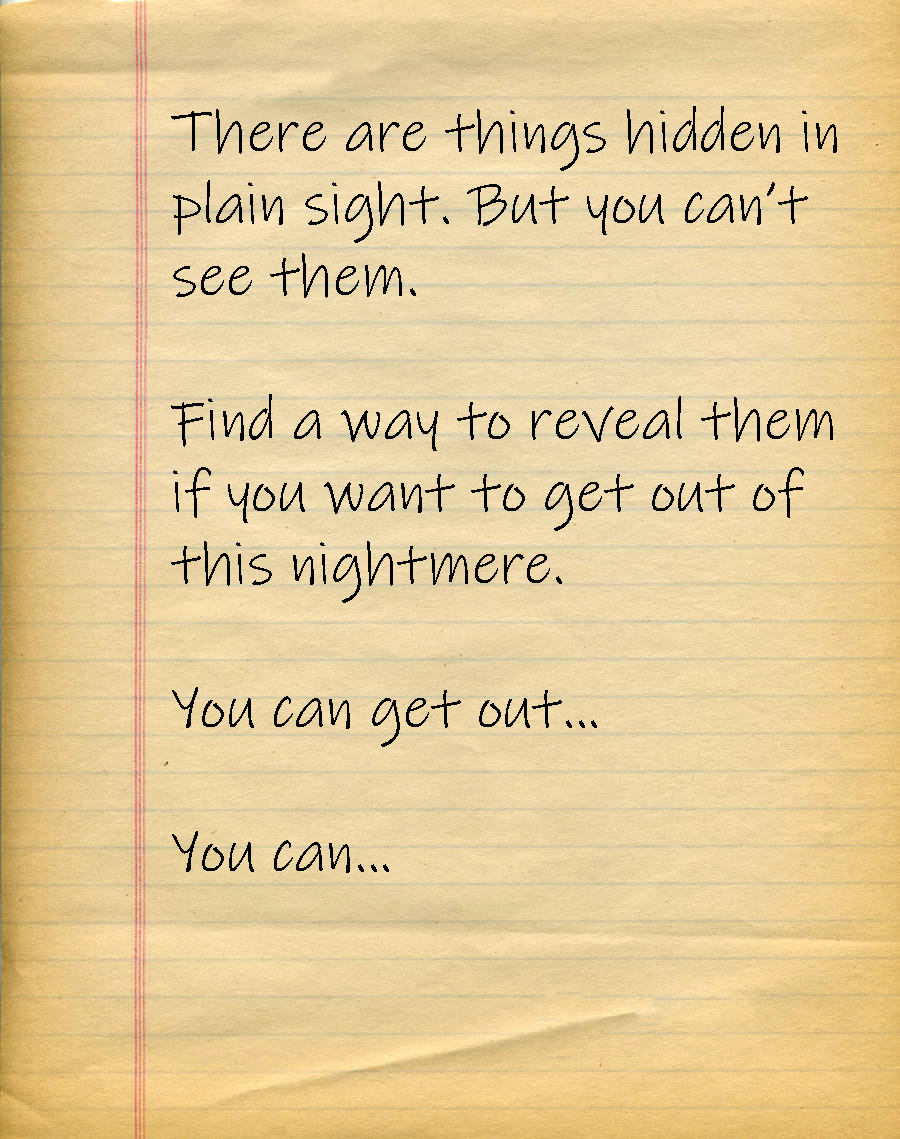 There are things hidden in
plain sight. But you can't
see them.
Find a way to reveal them
if you want to get out of
this nightmere.
You can get out...
You can...